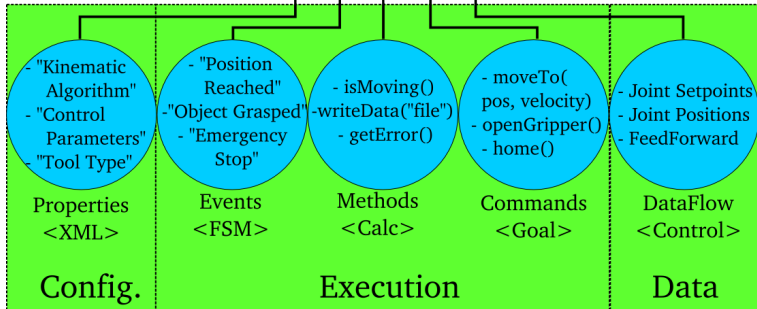 - "Kinematic
Algorithm"
- "Control
Parameters"
- "Tool Type"
- "Position
Reached"
-"Object Grasped"
- "Emergency
Stop"
- isMoving()
-writeData("file")
- getError()
- moveTo(
pos, velocity)
- openGripper()
- home()
- Joint Setpoints
- Joint Positions
- FeedForward
Properties
<XML>
Events
<FSM>
Methods
<Calc>
Commands
<Goal>
DataFlow
<Control>
Config.
Execution
Data